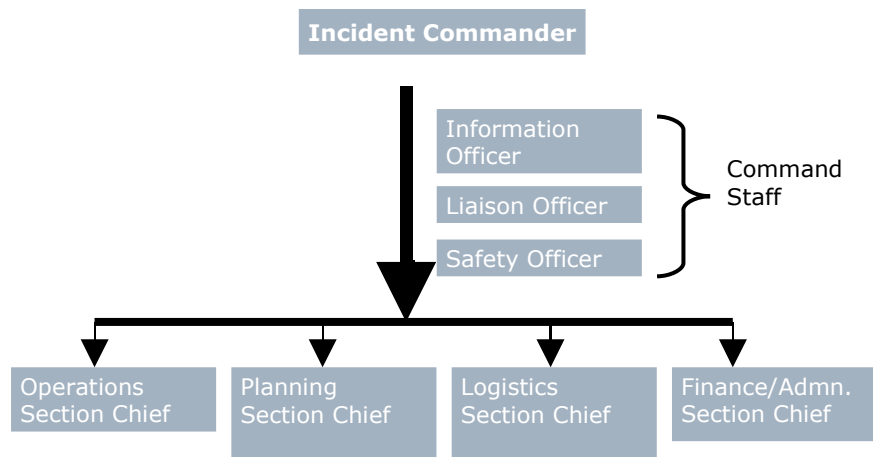 Incident Commander
Information
Officer
Liaison Officer
Safety Officer
Command
Staff
Operations
Section Chief
Planning
Section Chief
Logistics
Section Chief
Finance/Admn.
Section Chief